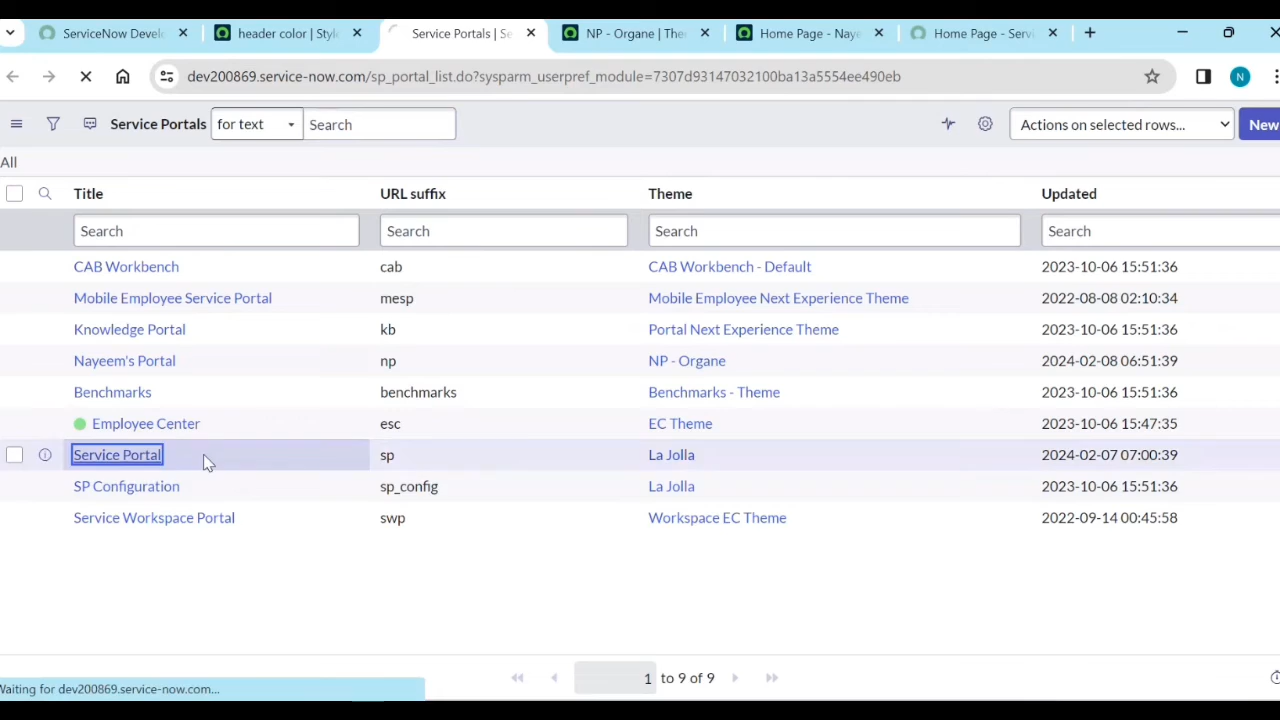 ServiceNow Develo
header color | Style
Service Portals | Se
NP - Organe | The
Home Page - Naye
Home Page - Servi
dev200869.service-now.com/sp_portal_list.do?sysparm_userpref_module=7307d93147032100ba13a5554ee490eb
N
Service Portals
for text
Search
Actions on selected rows...
New
All
Title URL suffix Theme Updated
Search Search Search Search
CAB Workbench cab CAB Workbench - Default 2023-10-06 15:51:36
Mobile Employee Service Portal mesp Mobile Employee Next Experience Theme 2022-08-08 02:10:34
Knowledge Portal kb Portal Next Experience Theme 2023-10-06 15:51:36
Nayeem's Portal np NP - Organe 2024-02-08 06:51:39
Benchmarks benchmarks Benchmarks - Theme 2023-10-06 15:51:36
Employee Center esc EC Theme 2023-10-06 15:47:35
Service Portal sp La Jolla 2024-02-07 07:00:39
SP Configuration sp_config La Jolla 2023-10-06 15:51:36
Service Workspace Portal swp Workspace EC Theme 2022-09-14 00:45:58
1 to 9 of 9
Waiting for dev200869.service-now.com...